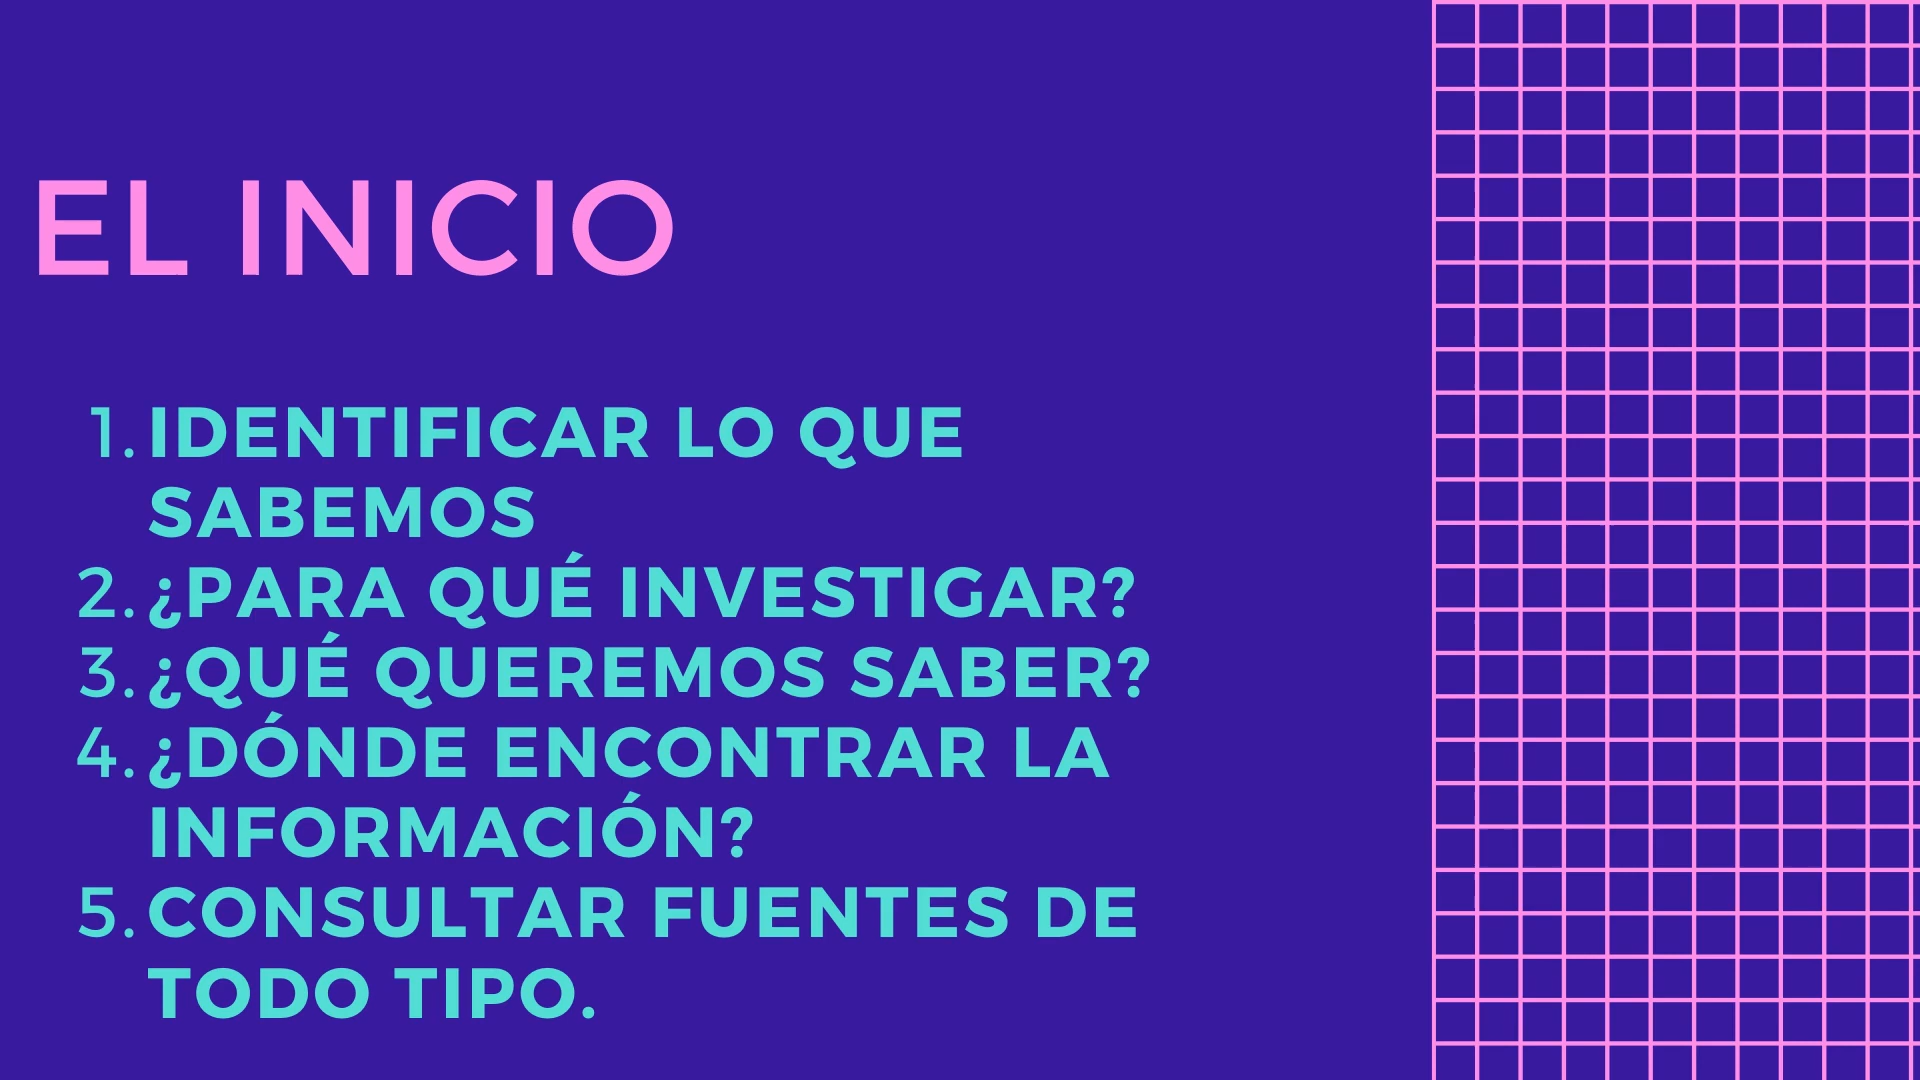 EL INICIO
1. IDENTIFICAR LO QUE
SABEMOS
2. ¿PARA QUÉ INVESTIGAR?
3. ¿QUÉ QUEREMOS SABER?
4. ¿DÓNDE ENCONTRAR LA
INFORMACIÓN?
5. CONSULTAR FUENTES DE
TODO TIPO.